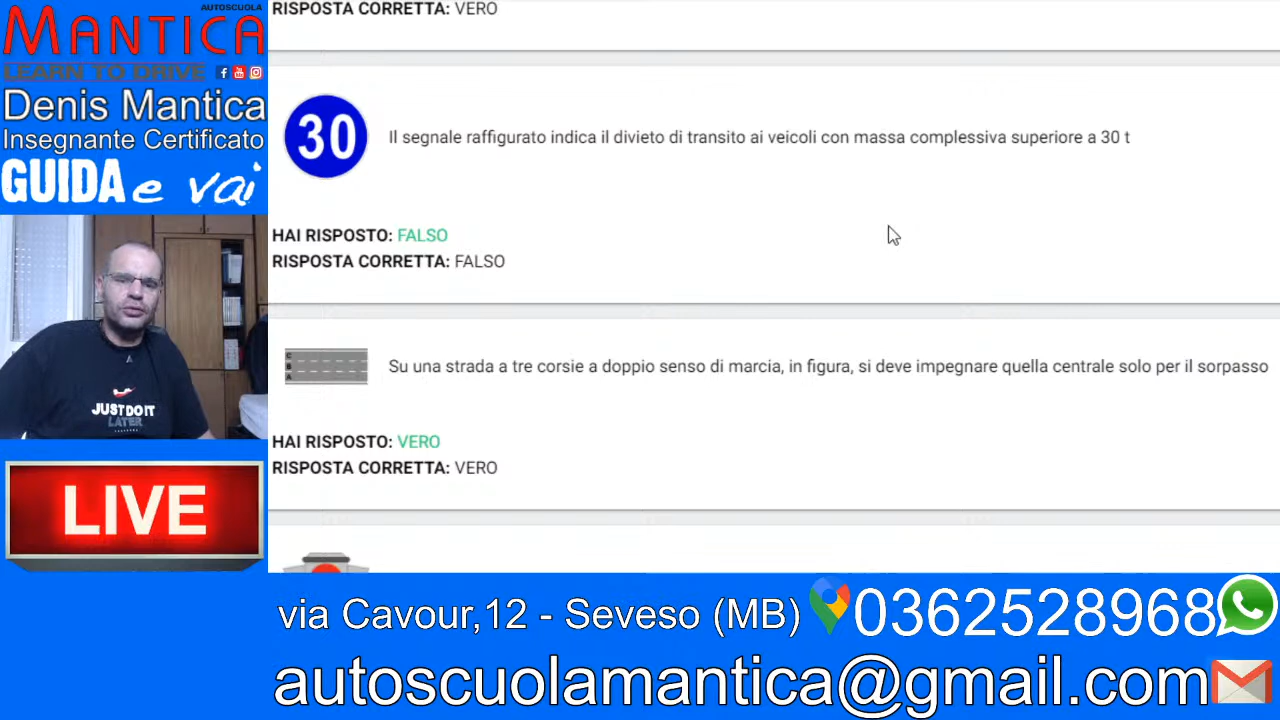 AUTOSCUOLA
MANTICA
LEARN TO DRIVE
Denis Mantica
Insegnante Certificato
GUIDA e vai
JUST DO IT
LATER
LIVE
RISPOSTA CORRETTA: VERO
30
Il segnale raffigurato indica il divieto di transito ai veicoli con massa complessiva superiore a 30 t
HAI RISPOSTO: FALSO
RISPOSTA CORRETTA: FALSO
C
B
A
Su una strada a tre corsie a doppio senso di marcia, in figura, si deve impegnare quella centrale solo per il sorpasso
HAI RISPOSTO: VERO
RISPOSTA CORRETTA: VERO
via Cavour,12 - Seveso (MB) 0362528968
autoscuolamantica@gmail.com